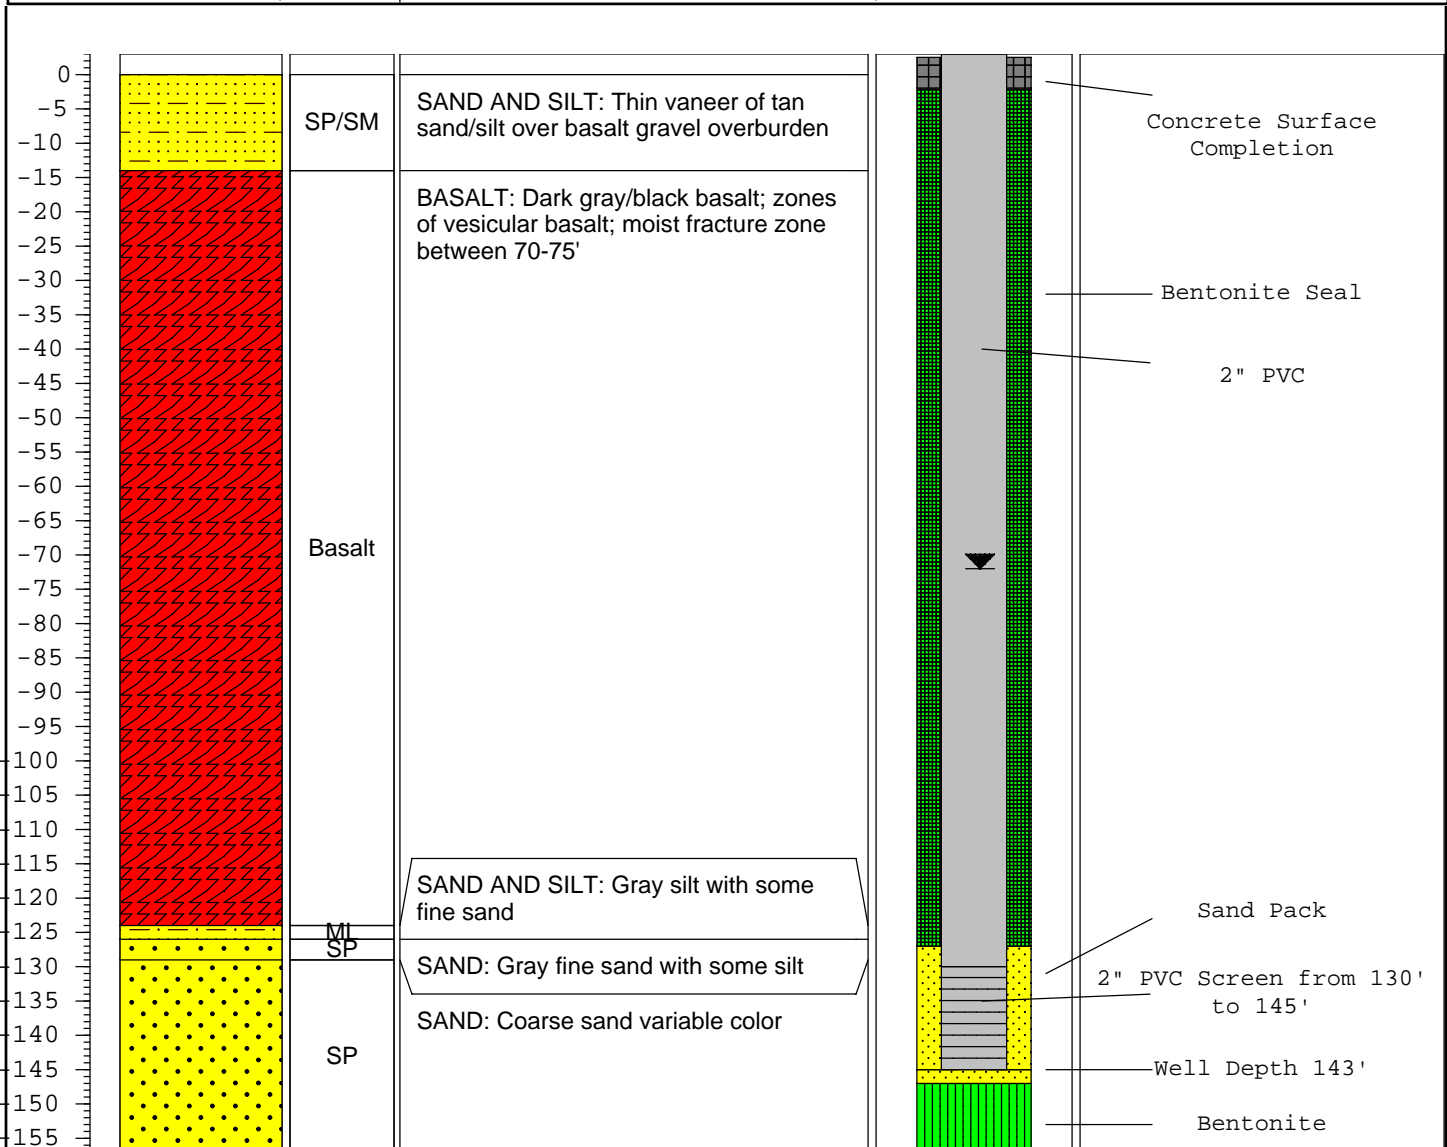 0
-5
-10
-15
-20
-25
-30
-35
-40
-45
-50
-55
-60
-65
-70
-75
-80
-85
-90
-95
-100
-105
-110
-115
-120
-125
-130
-135
-140
-145
-150
-155
SP/SM
Basalt
ML
SP
SP
SAND AND SILT: Thin vaneer of tan
sand/silt over basalt gravel overburden
BASALT: Dark gray/black basalt; zones
of vesicular basalt; moist fracture zone
between 70-75'
SAND AND SILT: Gray silt with some
fine sand
SAND: Gray fine sand with some silt
SAND: Coarse sand variable color
Concrete Surface
Completion
Bentonite Seal
2" PVC
Sand Pack
2" PVC Screen from 130'
to 145'
Well Depth 143'
Bentonite